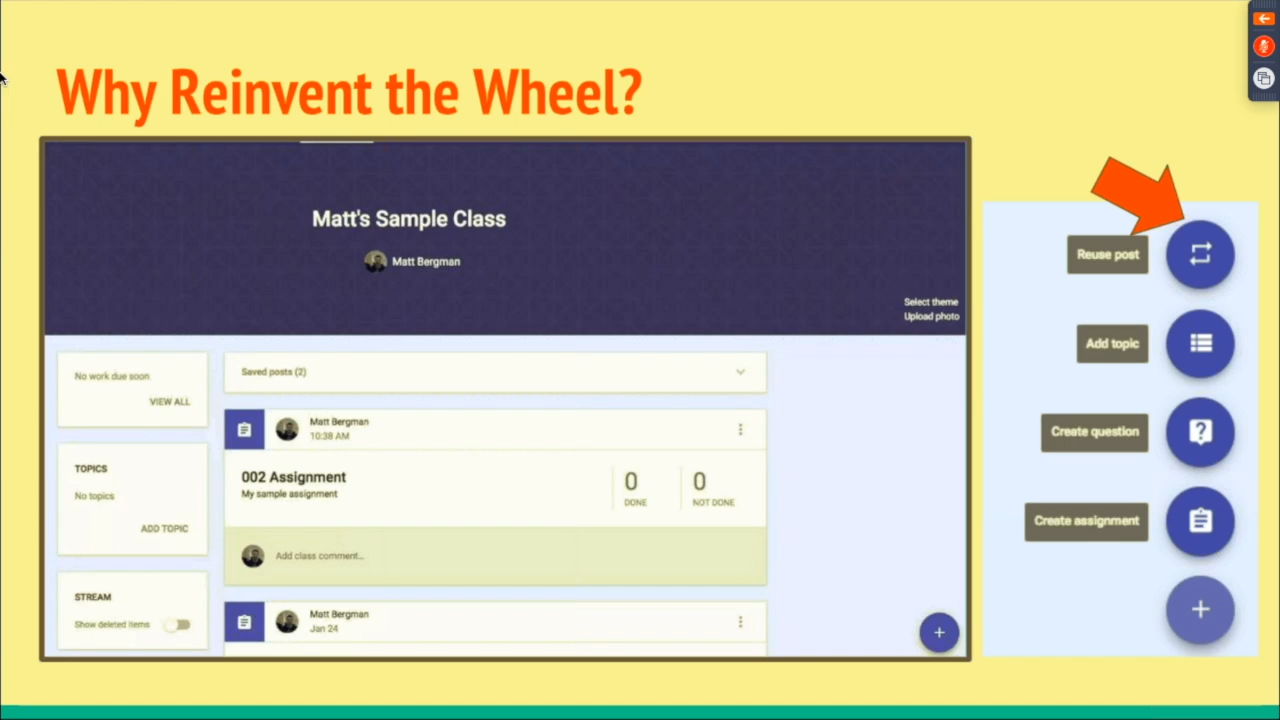 Why Reinvent the Wheel?
Matt's Sample Class
Matt Bergman
Select theme
Upload photo
No work due soon
VIEW ALL
TOPICS
No topics
ADD TOPIC
STREAM
Show deleted items
Saved posts (2)
Matt Bergman
10:38 AM
002 Assignment
My sample assignment
0
DONE
0
NOT DONE
Add class comment...
Matt Bergman
Jan 24
Reuse post
Add topic
Create question
Create assignment